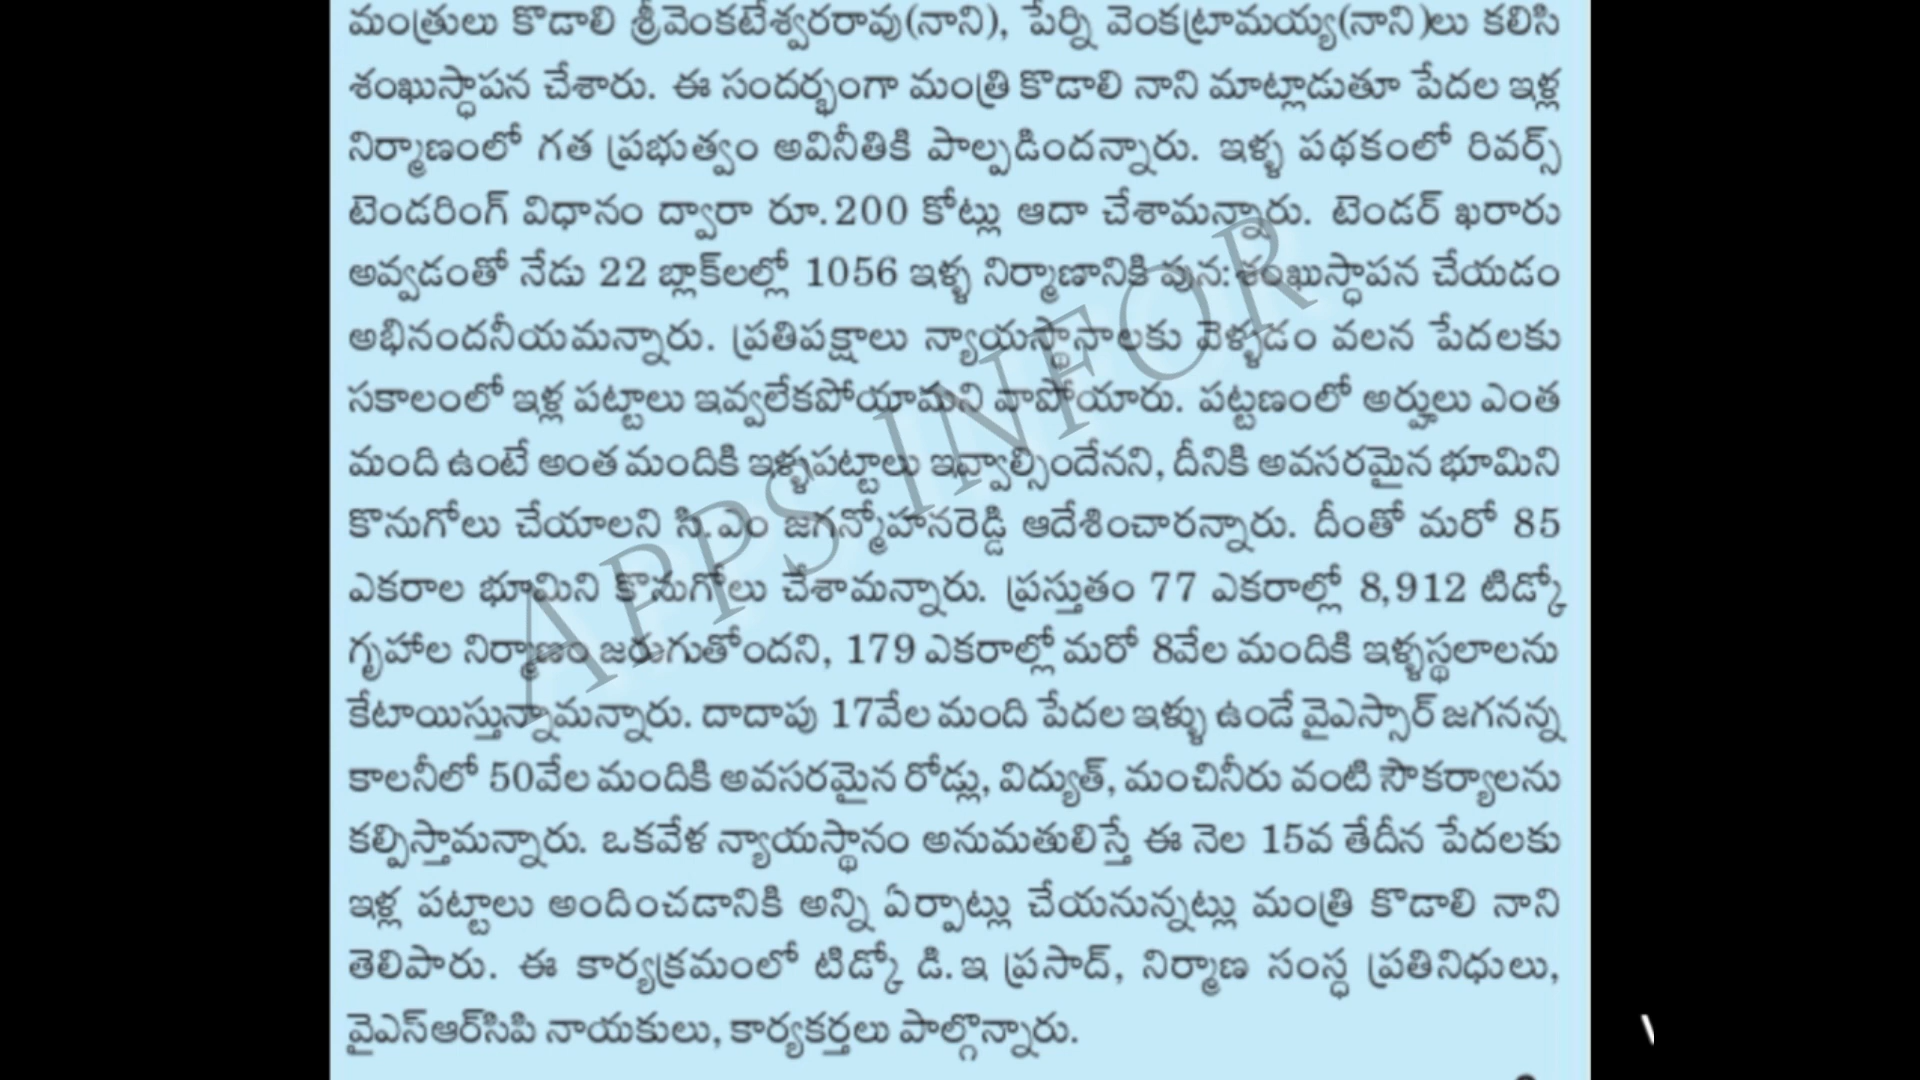 మంత్రులు కొడాలి శ్రీవెంకటేశ్వరరావు(నాని), పేర్ని వెంకట్రామయ్య(నాని)లు కలిసి
శంఖుస్థాపన చేశారు. ఈ సందర్భంగా మంత్రి కొడాలి నాని మాట్లాడుతూ పేదల ఇళ్ల
నిర్మాణంలో గత ప్రభుత్వం అవినీతికి పాల్పడిందన్నారు. ఇళ్ళ పథకంలో రివర్స్
టెండరింగ్ విధానం ద్వారా రూ.200 కోట్లు ఆదా చేశామన్నారు. టెండర్ ఖరారు
అవ్వడంతో నేడు 22 బ్లాక్‌లల్లో 1056 ఇళ్ళ నిర్మాణానికి పున:శంఖుస్థాపన చేయడం
అభినందనీయమన్నారు. ప్రతిపక్షాలు న్యాయస్థానాలకు వెళ్ళడం వలన పేదలకు
సకాలంలో ఇళ్ల పట్టాలు ఇవ్వలేకపోయామని వాపోయారు. పట్టణంలో అర్హులు ఎంత
మంది ఉంటే అంత మందికి ఇళ్ళపట్టాలు ఇవ్వాల్సిందేనని, దీనికి అవసరమైన భూమిని
కొనుగోలు చేయాలని సి.ఎం జగన్మోహనరెడ్డి ఆదేశించారన్నారు. దీంతో మరో 85
ఎకరాల భూమిని కొనుగోలు చేశామన్నారు. ప్రస్తుతం 77 ఎకరాల్లో 8,912 టిడ్కో
గృహాల నిర్మాణం జరుగుతోందని, 179 ఎకరాల్లో మరో 8వేల మందికి ఇళ్ళస్థలాలను
కేటాయిస్తున్నామన్నారు. దాదాపు 17వేల మంది పేదల ఇళ్ళు ఉండే వైఎస్సార్ జగనన్న
కాలనీలో 50వేల మందికి అవసరమైన రోడ్లు, విద్యుత్, మంచినీరు వంటి సౌకర్యాలను
కల్పిస్తామన్నారు. ఒకవేళ న్యాయస్థానం అనుమతులిస్తే ఈ నెల 15వ తేదీన పేదలకు
ఇళ్ల పట్టాలు అందించడానికి అన్ని ఏర్పాట్లు చేయనున్నట్లు మంత్రి కొడాలి నాని
తెలిపారు. ఈ కార్యక్రమంలో టిడ్కో డి.ఇ ప్రసాద్, నిర్మాణ సంస్థ ప్రతినిధులు,
వైఎస్ఆర్‌సిపి నాయకులు, కార్యకర్తలు పాల్గొన్నారు.
APPS INFOR